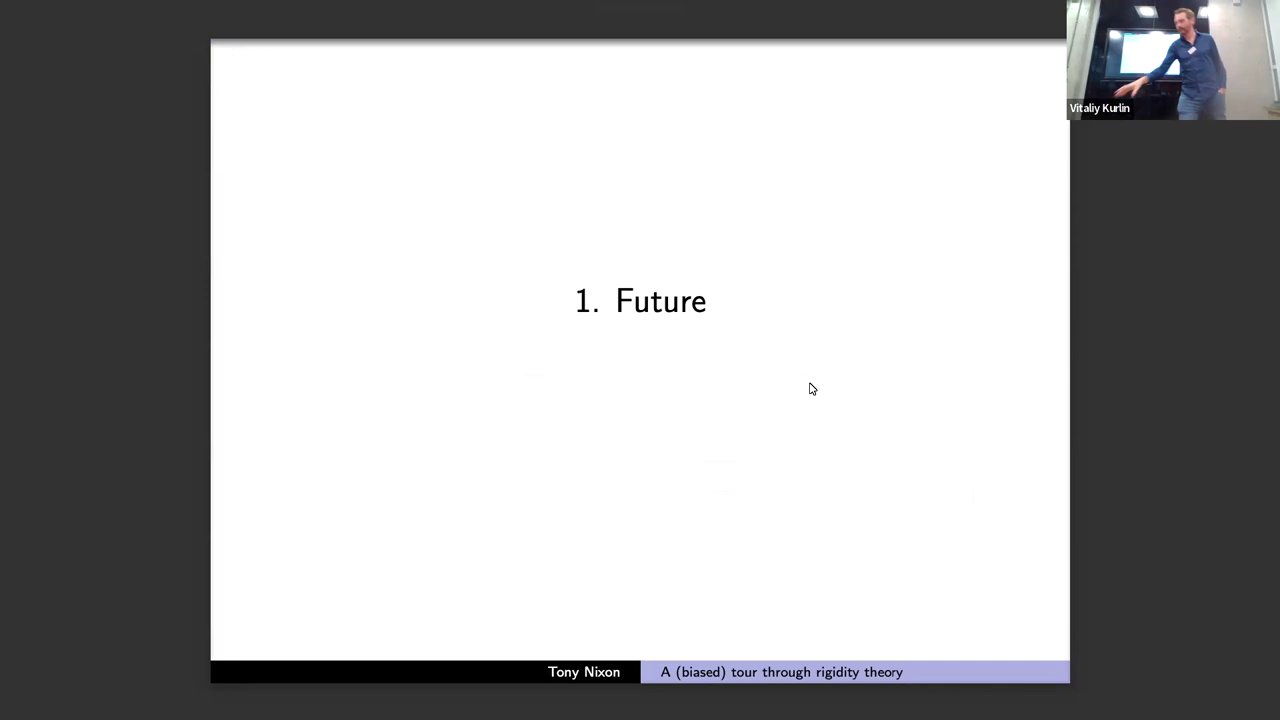 Vitaliy Kurlin
1. Future
Tony Nixon
A (biased) tour through rigidity theory